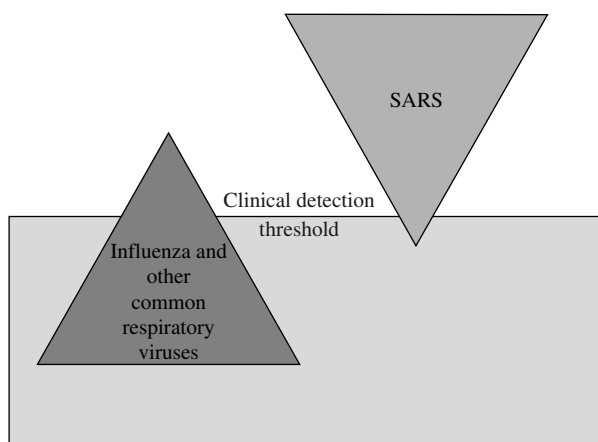 SARS
Clinical detection
threshold
Influenza and
other
common
respiratory
viruses